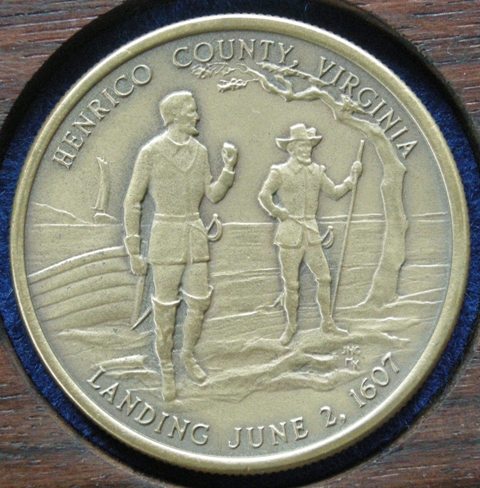 HENRICO COUNTY, VIRGINIA
LANDING JUNE 2, 1607